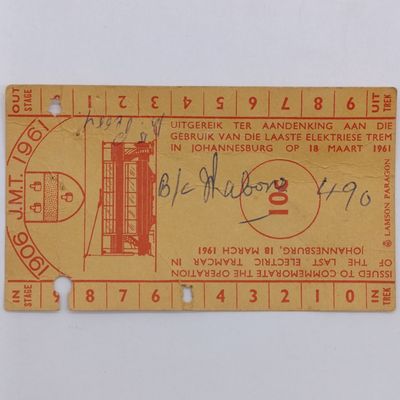 OUT STAGE 1 2 3 4 5 6 7 8 9 UIT TREK
1906 J.M.T. 1961
UITGEREIK TER AANDENKING AAN DIE
GEBRUIK VAN DIE LAASTE ELEKTRIESE TREM
IN JOHANNESBURG OP 18 MAART 1961
B/c Thabong 490
100
LAMSON PARAGON
ISSUED TO COMMEMORATE THE OPERATION
OF THE LAST ELECTRIC TRAMCAR IN
JOHANNESBURG, 18 MARCH 1961
IN STAGE 9 8 7 6 4 3 2 1 0 IN TREK